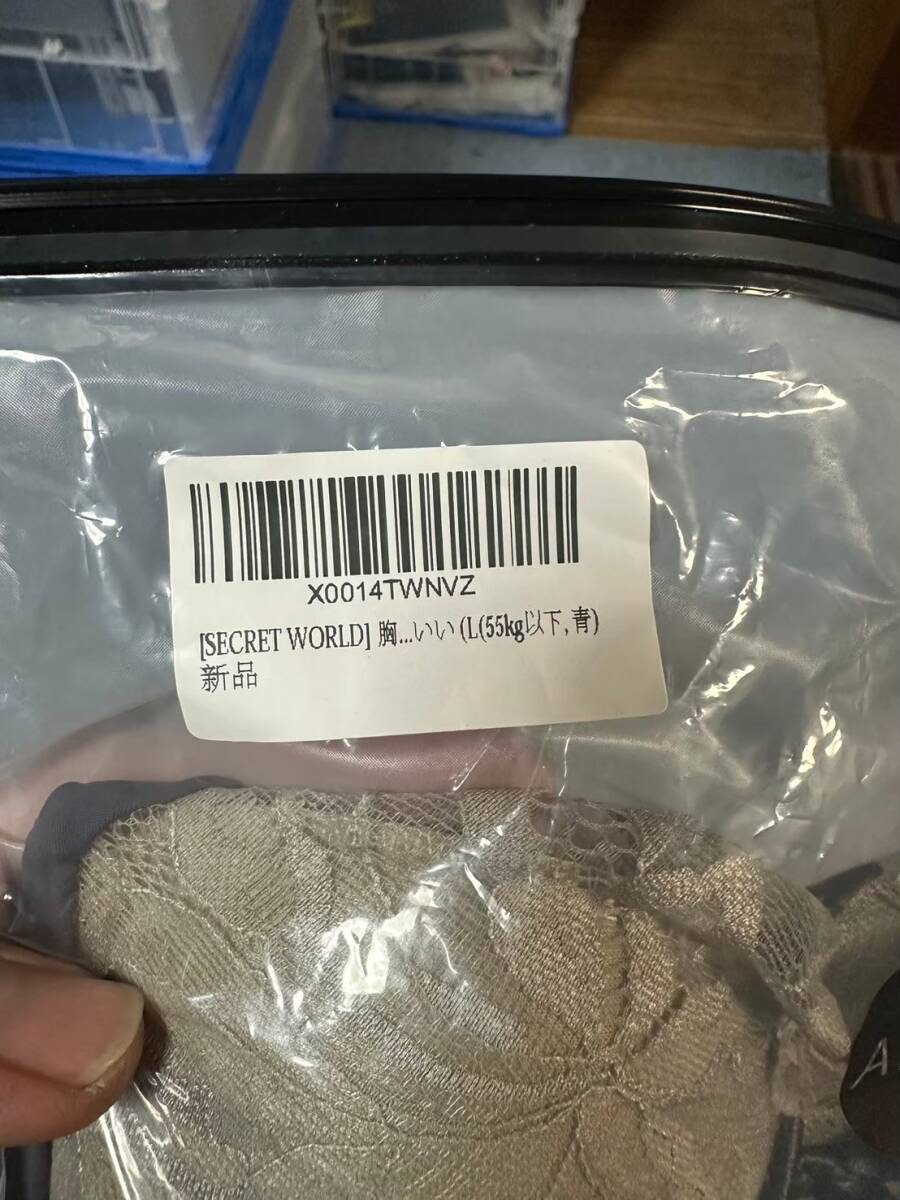 X0014TWNVZ
[SECRET WORLD] 胸...いい (L(55kg以下, 青)
新品
A